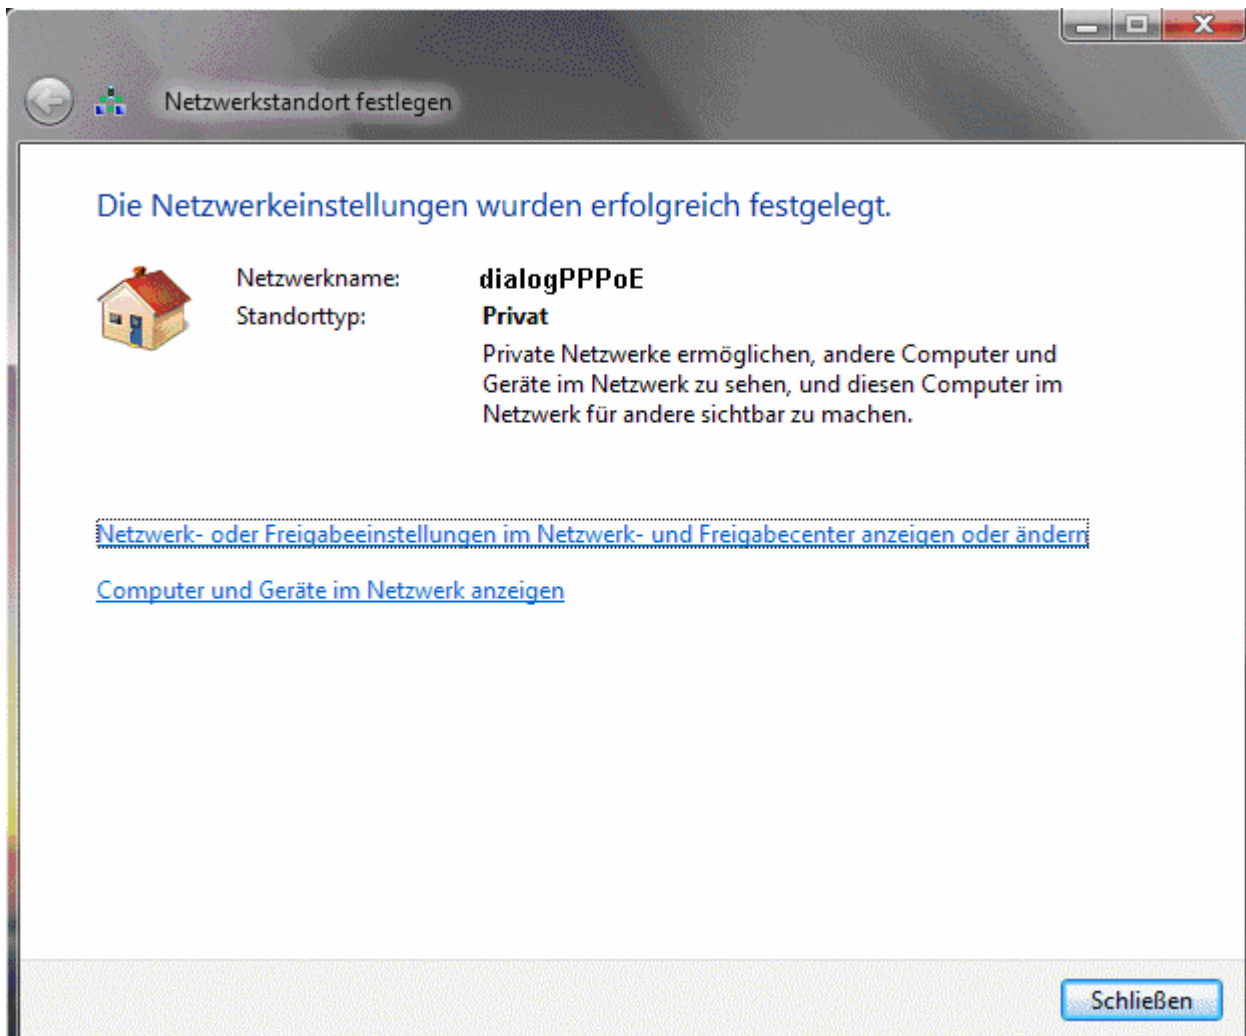 Netzwerkstandort festlegen
Die Netzwerkeinstellungen wurden erfolgreich festgelegt.
Netzwerkname: dialogPPPoE
Standorttyp: Privat
Private Netzwerke ermöglichen, andere Computer und
Geräte im Netzwerk zu sehen, und diesen Computer im
Netzwerk für andere sichtbar zu machen.
Netzwerk- oder Freigabeeinstellungen im Netzwerk- und Freigabecenter anzeigen oder ändern
Computer und Geräte im Netzwerk anzeigen
Schließen